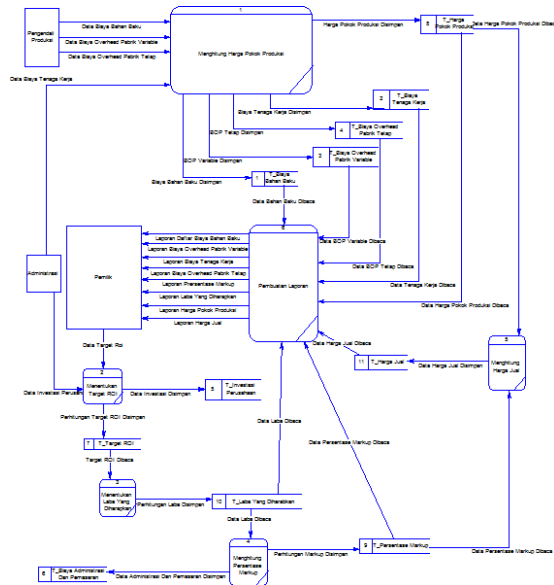 Pengendali
Produksi
Data Biaya Bahan Baku
Data Biaya Overhead Pabrik Variable
Data Biaya Overhead Pabrik Tetap
Data Biaya Tenaga Kerja
1
Menghitung Harga Pokok Produksi
Harga Pokok Produksi Disimpan
8 T_Harga
Pokok
Produksi
Data Harga Pokok Produksi Dibaca
Biaya Tenaga Kerja Disimpan
2 T_Biaya
Tenaga Kerja
BOP Tetap Disimpan
4 T_Biaya Overhead
Pabrik Tetap
BOP Variable Disimpan
3 T_Biaya Overhead
Pabrik Variable
Biaya Bahan Baku Disimpan
1 T_Biaya
Bahan Baku
Data Bahan Baku Dibaca
6
Pembuatan Laporan
Laporan Daftar Biaya Bahan Baku
Laporan Biaya Overhead Pabrik Variable
Laporan Biaya Tenaga Kerja
Laporan Biaya Overhead Pabrik Tetap
Laporan Prersentase Markup
Laporan Laba Yang Diharapkan
Laporan Harga Pokok Produksi
Laporan Harga Jual
Pemilik
Administrasi
Data BOP Variable Dibaca
Data BOP Tetap Dibaca
Data Tenaga Kerja Dibaca
Data Harga Pokok Produksi Dibaca
Data Target Roi
Data Harga Jual Dibaca
11 T_Harga Jual
Data Harga Jual Disimpan
5
Menghitung
Harga Jual
2
Menentukan
Target ROI
Data Investasi Perusahaan
Data Investasi Disimpan
5 T_Investasi
Perusahaan
Perhitungan Target ROI Disimpan
7 T_Target ROI
Target ROI Dibaca
3
Menentukan
Laba Yang
Diharapkan
Perhitungan Laba Disimpan
10 T_Laba Yang Diharapkan
Data Laba Dibaca
Data Laba Dibaca
Data Persentase Markup Dibaca
4
Menghitung
Persentase
Markup
Perhitungan Markup Disimpan
9 T_Persentase Markup
Data Persentase Markup Dibaca
Data Administrasi Dan Pemasaran Disimpan
6 T_Biaya Administrasi
Dan Pemasaran